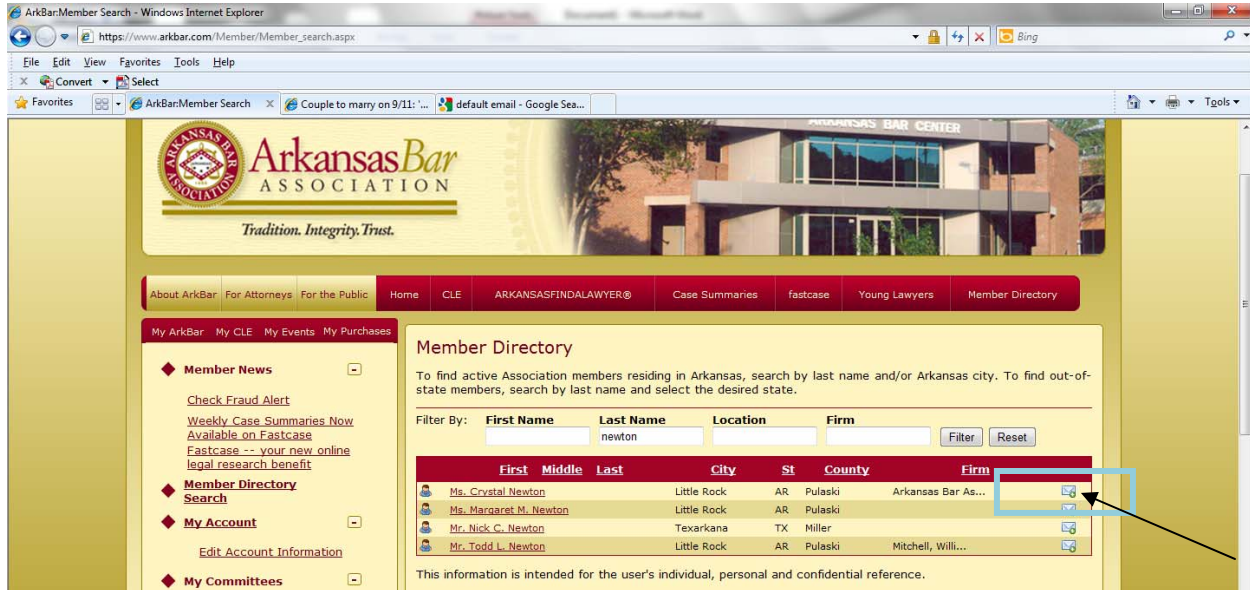 ArkBar:Member Search - Windows Internet Explorer
https://www.arkbar.com/Member/Member_search.aspx
Bing
File Edit View Favorites Tools Help
Convert Select
Favorites ArkBar:Member Search Couple to marry on 9/11: '... default email - Google Sea... Tools
ARKANSAS BAR ASSOCIATION
Arkansas Bar
ASSOCIATION
Tradition. Integrity. Trust.
ARKANSAS BAR CENTER
About ArkBar For Attorneys For the Public Home CLE ARKANSASFINDALAWYER® Case Summaries fastcase Young Lawyers Member Directory
My ArkBar My CLE My Events My Purchases
Member News
Check Fraud Alert
Weekly Case Summaries Now
Available on Fastcase
Fastcase -- your new online
legal research benefit
Member Directory
Search
My Account
Edit Account Information
My Committees
Member Directory
To find active Association members residing in Arkansas, search by last name and/or Arkansas city. To find out-of-
state members, search by last name and select the desired state.
Filter By: First Name Last Name Location Firm
newton Filter Reset
First Middle Last City St County Firm
Ms. Crystal Newton Little Rock AR Pulaski Arkansas Bar As...
Ms. Margaret M. Newton Little Rock AR Pulaski
Mr. Nick C. Newton Texarkana TX Miller
Mr. Todd L. Newton Little Rock AR Pulaski Mitchell, Willi...
This information is intended for the user's individual, personal and confidential reference.